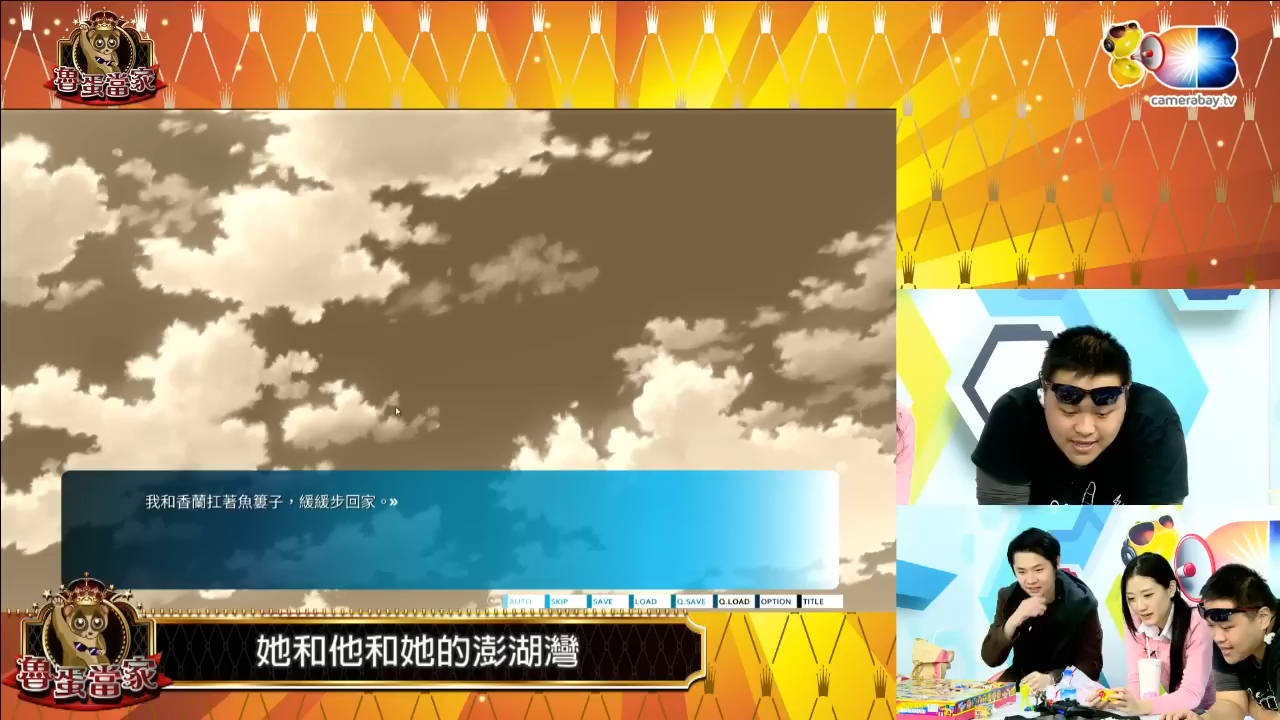 魯蛋當家
camerabay.tv
我和香蘭扛著魚簍子，緩緩步回家。»
AUTO SKIP SAVE LOAD Q.SAVE Q.LOAD OPTION TITLE
她和他和她的澎湖灣
魯蛋當家